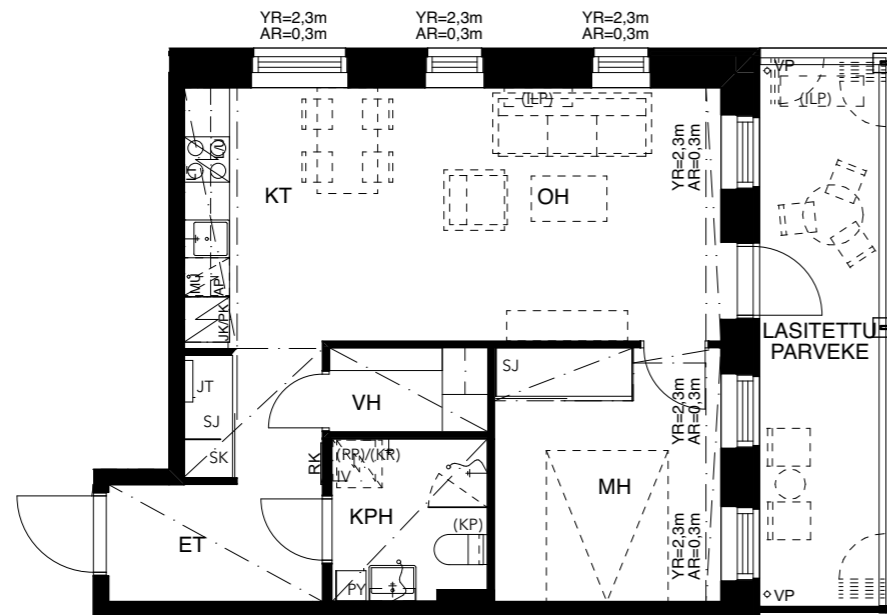 YR=2,3m
AR=0,3m
YR=2,3m
AR=0,3m
YR=2,3m
AR=0,3m
VP
(ILP)
(ILP)
L/U
LT
YR=2,3m
AR=0,3m
KT
OH
MU
AP
JK/PK
LASITETTU
PARVEKE
JT
SJ
SJ
VH
YR=2,3m
AR=0,3m
SK
RK
(RP)/(KR)
IV
MH
KPH
(KP)
YR=2,3m
AR=0,3m
ET
PY
VP